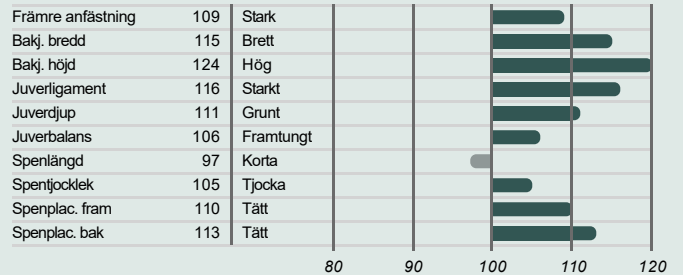 Främre anfästning 109 Stark
Bakj. bredd 115 Brett
Bakj. höjd 124 Hög
Juverligament 116 Starkt
Juverdjup 111 Grunt
Juverbalans 106 Framtungt
Spenlängd 97 Korta
Spentjocklek 105 Tjocka
Spenplac. fram 110 Tätt
Spenplac. bak 113 Tätt
80 90 100 110 120